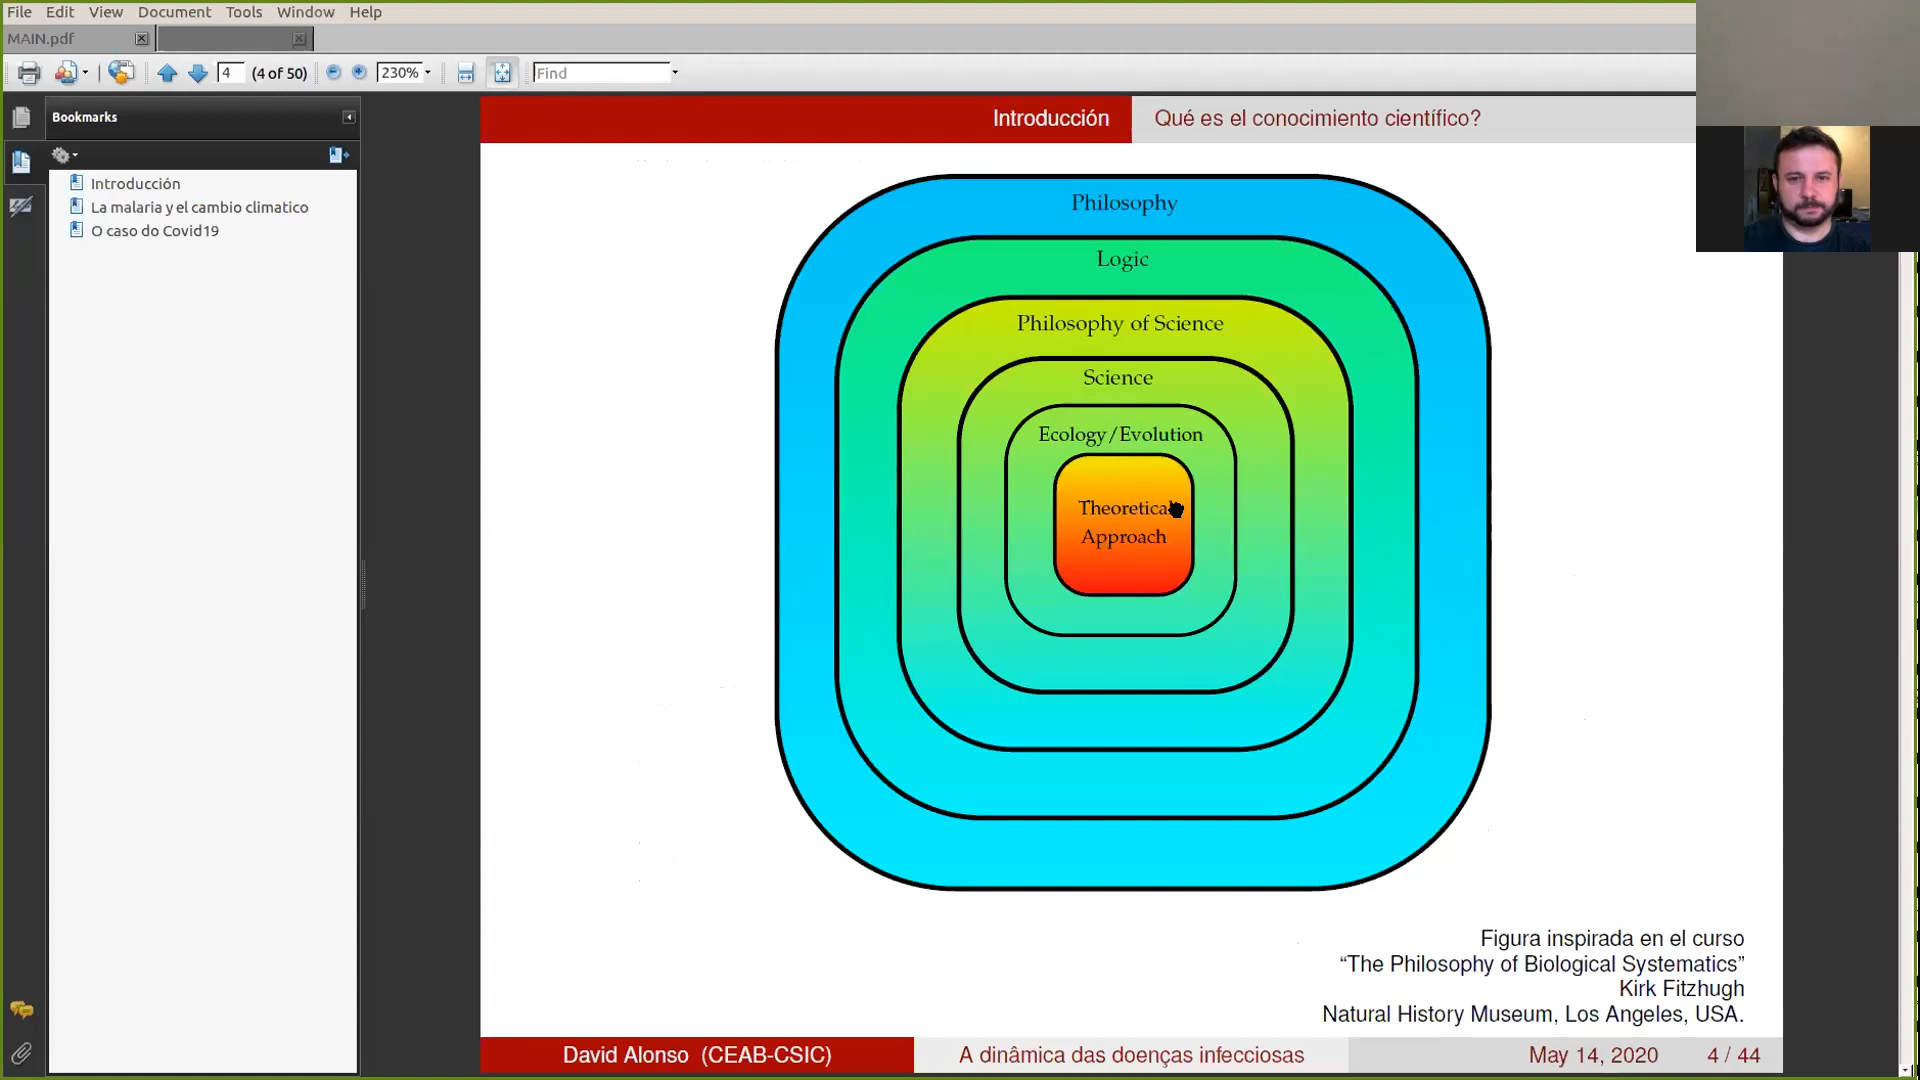 File Edit View Document Tools Window Help
MAIN.pdf
4 (4 of 50) 230% Find
Bookmarks
Introducción
La malaria y el cambio climatico
O caso do Covid19
Introducción Qué es el conocimiento científico?
Philosophy
Logic
Philosophy of Science
Science
Ecology/Evolution
Theoretical
Approach
Figura inspirada en el curso
“The Philosophy of Biological Systematics”
Kirk Fitzhugh
Natural History Museum, Los Angeles, USA.
David Alonso (CEAB-CSIC) A dinâmica das doenças infecciosas May 14, 2020 4 / 44